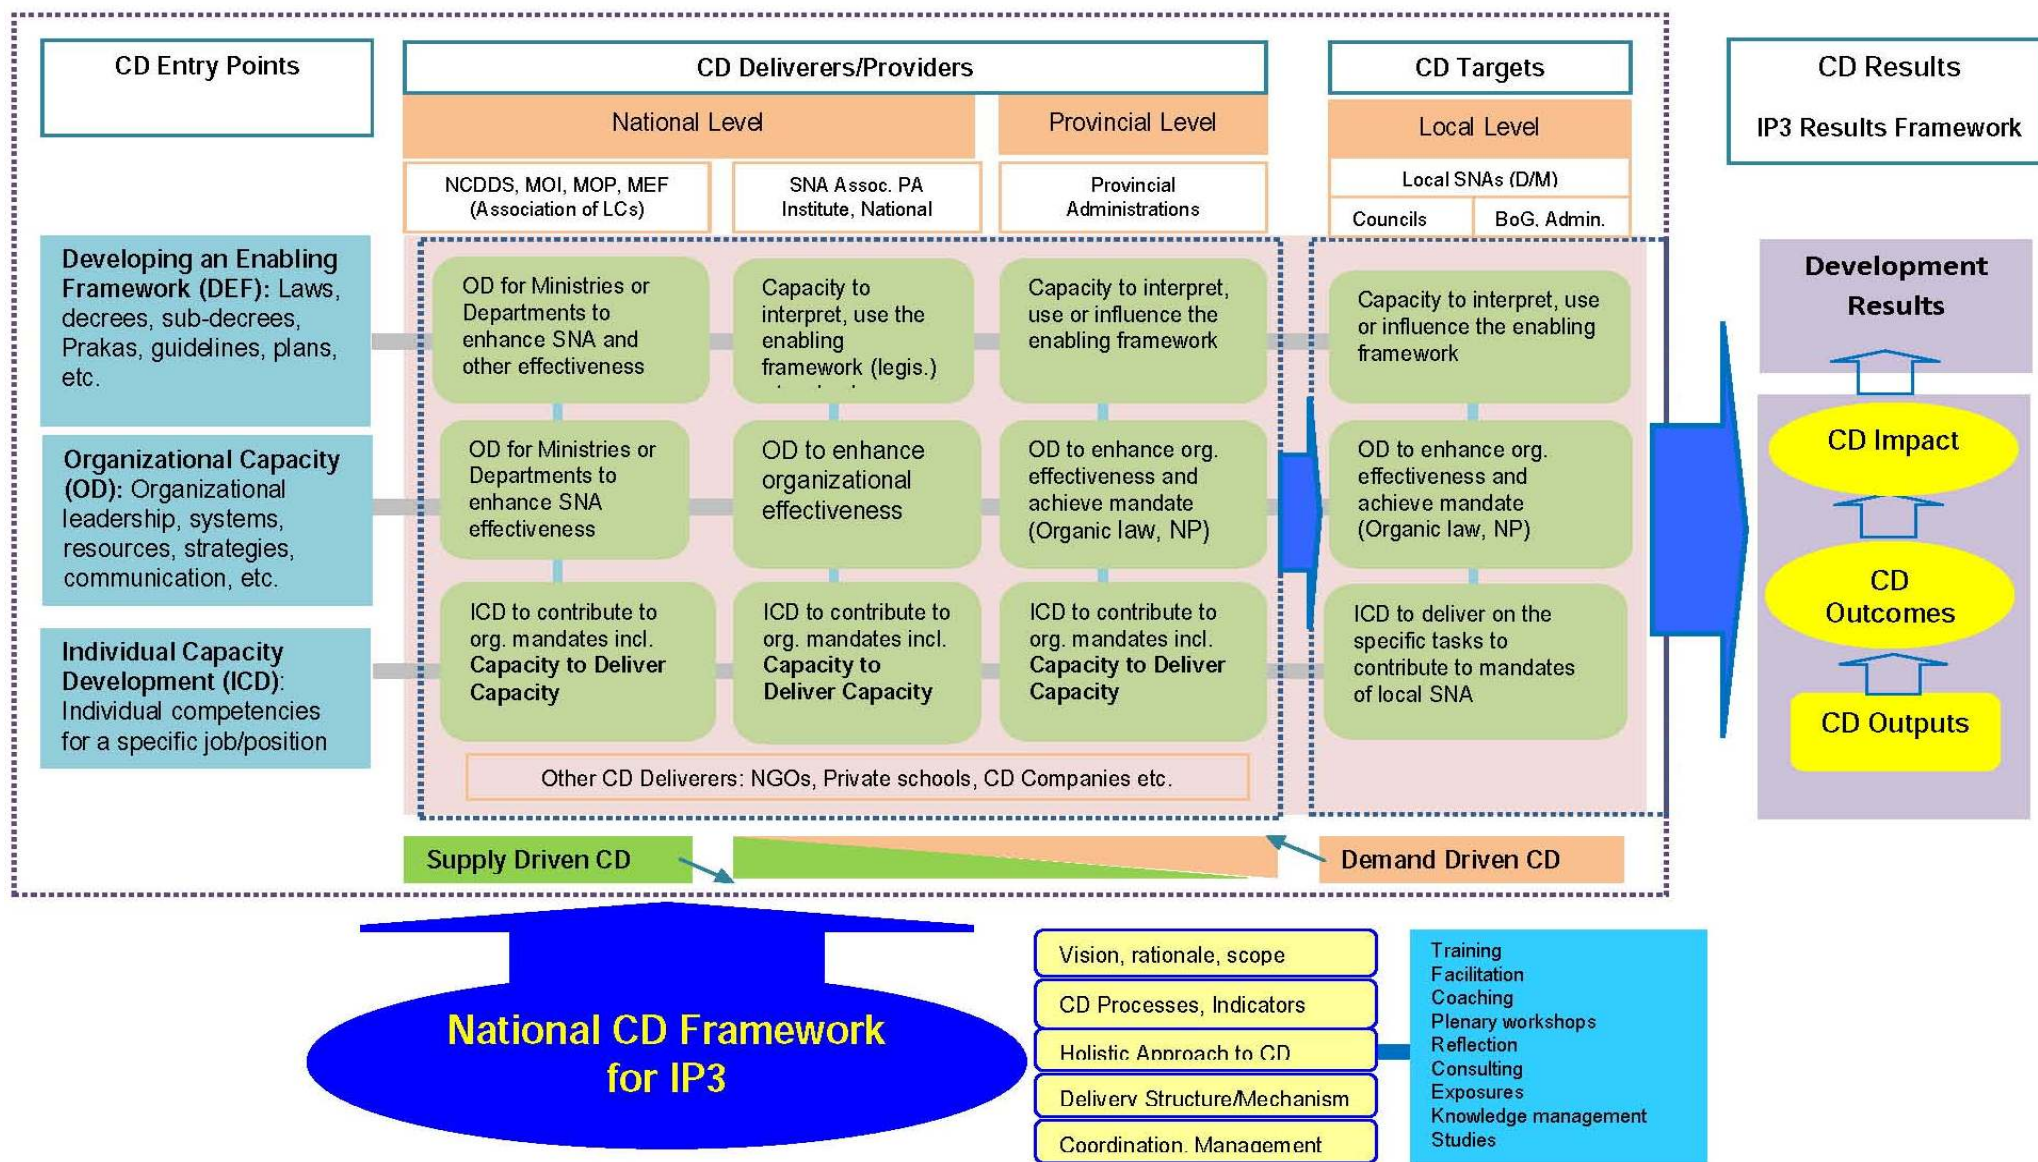 CD Entry Points
CD Deliverers/Providers
CD Targets
CD Results
IP3 Results Framework
National Level
Provincial Level
Local Level
NCDDS, MOI, MOP, MEF
(Association of LCs)
SNA Assoc. PA
Institute, National
Provincial
Administrations
Local SNAs (D/M)
Councils
BoG, Admin.
Developing an Enabling
Framework (DEF): Laws,
decrees, sub-decrees,
Prakas, guidelines, plans,
etc.
OD for Ministries or
Departments to
enhance SNA and
other effectiveness
Capacity to
interpret, use the
enabling
framework (legis.)
Capacity to interpret,
use or influence the
enabling framework
Capacity to interpret, use
or influence the enabling
framework
Organizational Capacity
(OD): Organizational
leadership, systems,
resources, strategies,
communication, etc.
OD for Ministries or
Departments to
enhance SNA
effectiveness
OD to enhance
organizational
effectiveness
OD to enhance org.
effectiveness and
achieve mandate
(Organic law, NP)
OD to enhance org.
effectiveness and
achieve mandate
(Organic law, NP)
Individual Capacity
Development (ICD):
Individual competencies
for a specific job/position
ICD to contribute to
org. mandates incl.
Capacity to Deliver
Capacity
ICD to contribute to
org. mandates incl.
Capacity to
Deliver Capacity
ICD to contribute to
org. mandates incl.
Capacity to Deliver
Capacity
ICD to deliver on the
specific tasks to
contribute to mandates
of local SNA
Other CD Deliverers: NGOs, Private schools, CD Companies etc.
Development
Results
CD Impact
CD
Outcomes
CD Outputs
Supply Driven CD
Demand Driven CD
National CD Framework
for IP3
Vision, rationale, scope
CD Processes, Indicators
Holistic Approach to CD
Delivery Structure/Mechanism
Coordination, Management
Training
Facilitation
Coaching
Plenary workshops
Reflection
Consulting
Exposures
Knowledge management
Studies